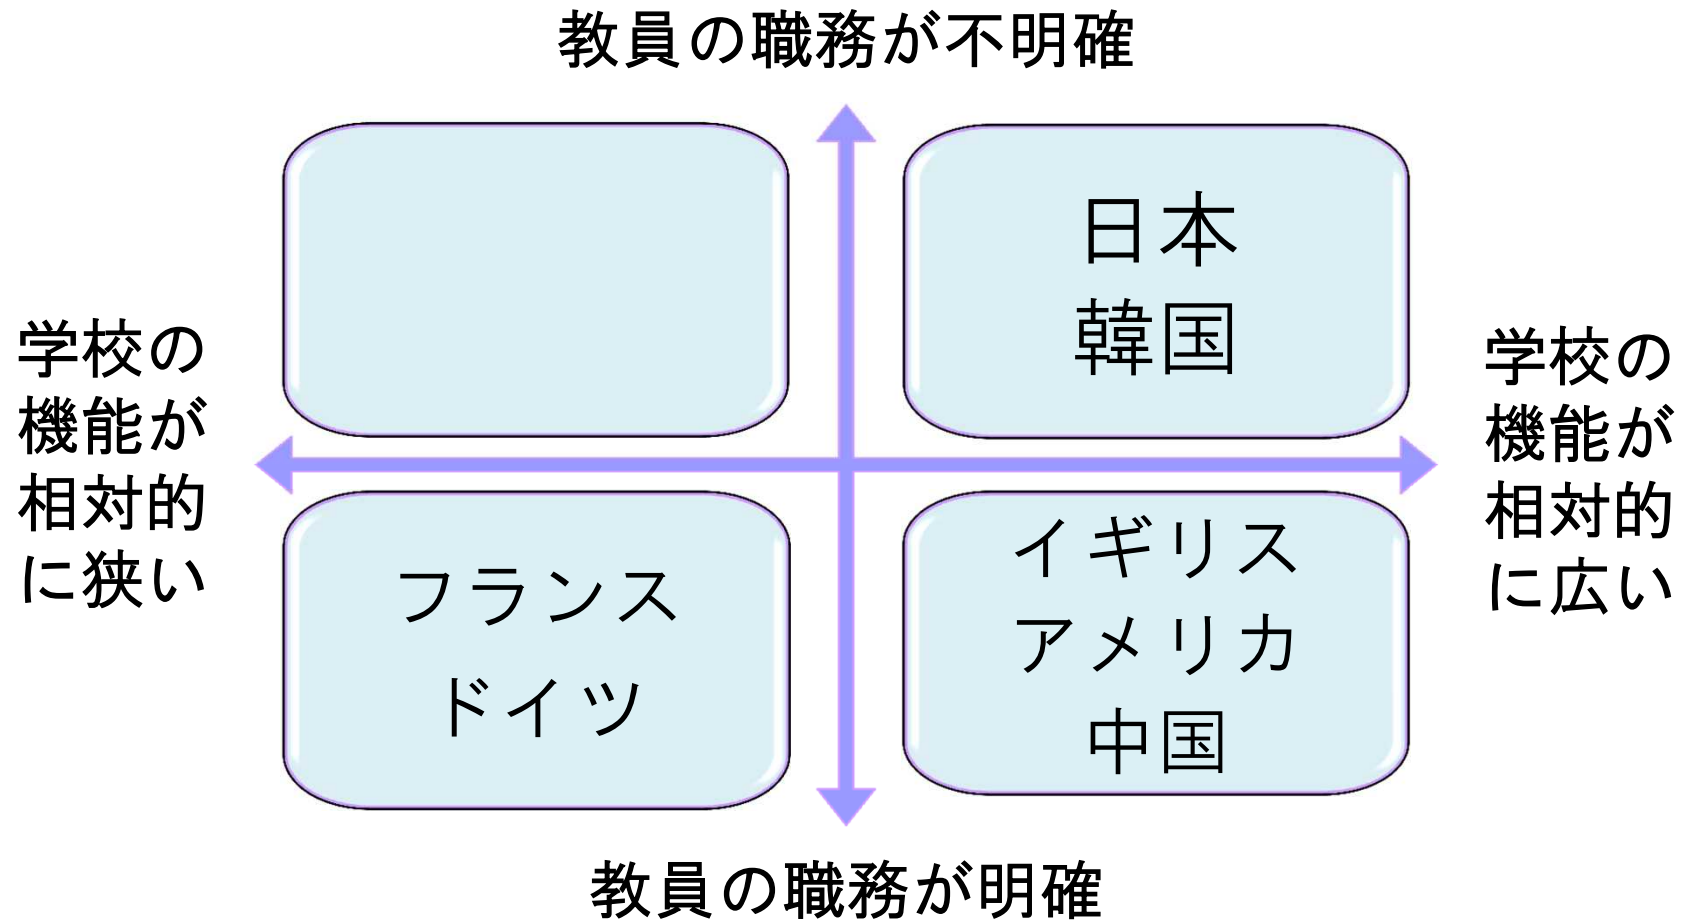 教員の職務が不明確
日本
韓国
学校の
機能が
相対的
に狭い
学校の
機能が
相対的
に広い
フランス
ドイツ
イギリス
アメリカ
中国
教員の職務が明確